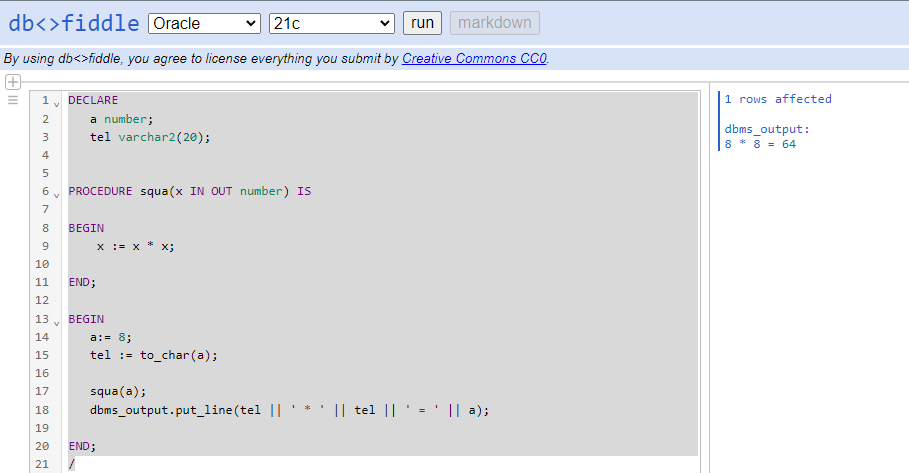 db<>fiddle Oracle 21c run markdown
By using db<>fiddle, you agree to license everything you submit by Creative Commons CC0.
1 DECLARE
2 a number;
3 tel varchar2(20);
4
5
6 PROCEDURE squa(x IN OUT number) IS
7
8 BEGIN
9 x := x * x;
10
11 END;
12
13 BEGIN
14 a:= 8;
15 tel := to_char(a);
16
17 squa(a);
18 dbms_output.put_line(tel || ' * ' || tel || ' = ' || a);
19
20 END;
21 /
1 rows affected
dbms_output:
8 * 8 = 64